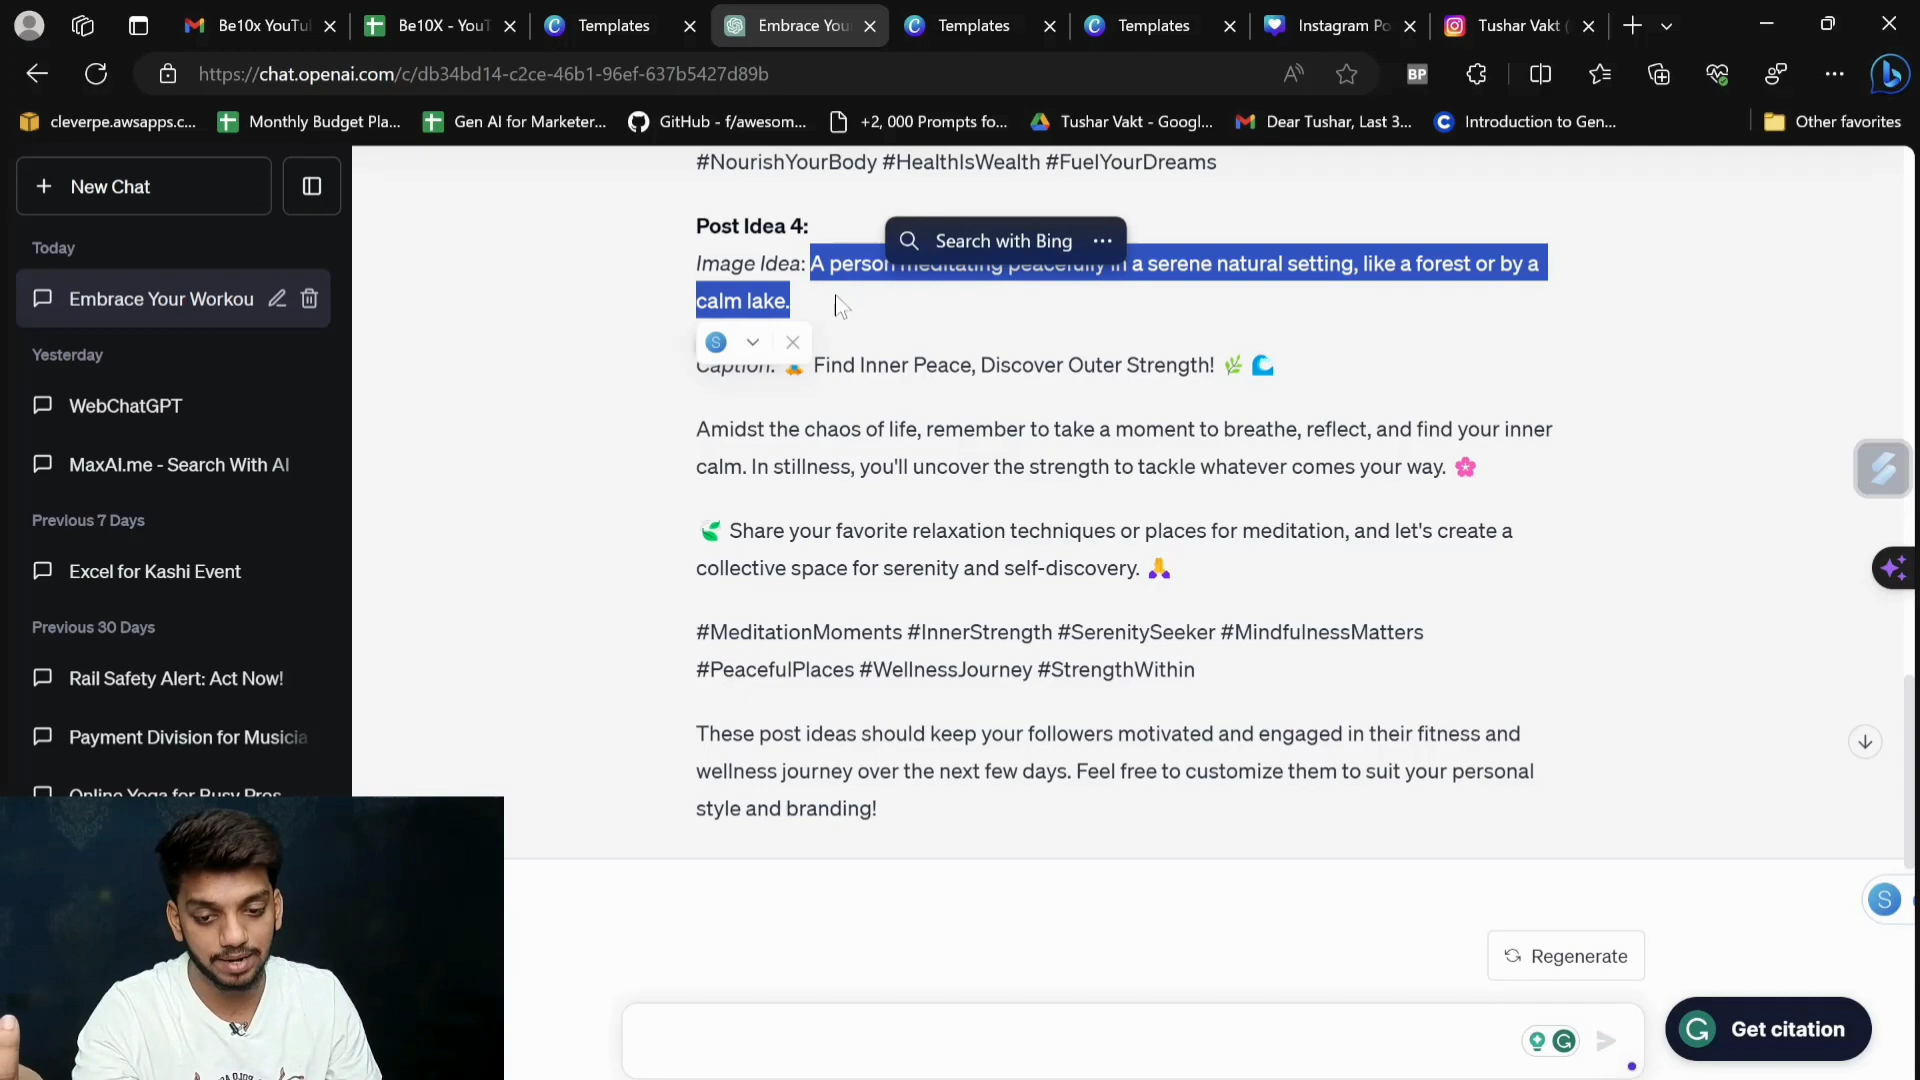 Be10x YouTu
Be10X - YouT
Templates
Embrace You
Templates
Templates
Instagram Po
Tushar Vakt (
https://chat.openai.com/c/db34bd14-c2ce-46b1-96ef-637b5427d89b
BP
cleverpe.awsapps.c...
Monthly Budget Pla...
Gen AI for Marketer...
GitHub - f/awesom...
+2, 000 Prompts fo...
Tushar Vakt - Googl...
Dear Tushar, Last 3...
Introduction to Gen...
Other favorites
New Chat
Today
Embrace Your Workou
Yesterday
WebChatGPT
MaxAI.me - Search With AI
Previous 7 Days
Excel for Kashi Event
Previous 30 Days
Rail Safety Alert: Act Now!
Payment Division for Musicia
Online Yoga for Busy Pros
#NourishYourBody #HealthIsWealth #FuelYourDreams
Post Idea 4:
Search with Bing
Image Idea: A person meditating peacefully in a serene natural setting, like a forest or by a
calm lake.
Caption: 🧘 Find Inner Peace, Discover Outer Strength! 🌿 🌊
Amidst the chaos of life, remember to take a moment to breathe, reflect, and find your inner
calm. In stillness, you'll uncover the strength to tackle whatever comes your way. 🌸
🍃 Share your favorite relaxation techniques or places for meditation, and let's create a
collective space for serenity and self-discovery. 🙏
#MeditationMoments #InnerStrength #SerenitySeeker #MindfulnessMatters
#PeacefulPlaces #WellnessJourney #StrengthWithin
These post ideas should keep your followers motivated and engaged in their fitness and
wellness journey over the next few days. Feel free to customize them to suit your personal
style and branding!
Regenerate
Get citation